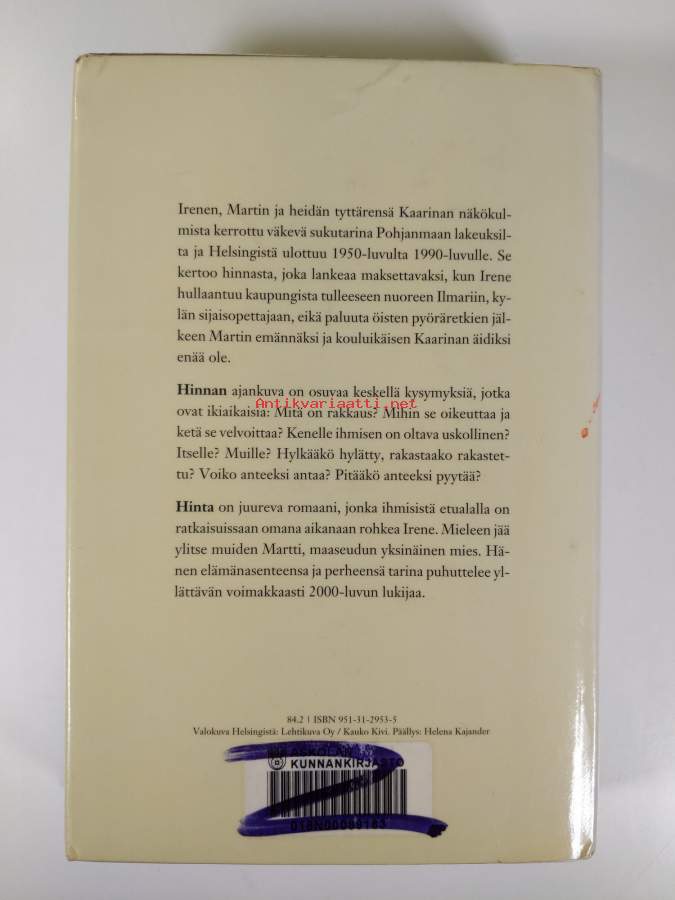 Irenen, Martin ja heidän tyttärensä Kaarinan näkökul-
mista kerrottu väkevä sukutarina Pohjanmaan lakeuksil-
ta ja Helsingistä ulottuu 1950-luvulta 1990-luvulle. Se
kertoo hinnasta, joka lankeaa maksettavaksi, kun Irene
hullaantuu kaupungista tulleeseen nuoreen Ilmariin, ky-
län sijaisopettajaan, eikä paluuta öisten pyöräretkien jäl-
keen Martin emännäksi ja kouluikäisen Kaarinan äidiksi
enää ole.
Hinnan ajankuva on osuvaa keskellä kysymyksiä, jotka
ovat ikiaikaisia: Mitä on rakkaus? Mihin se oikeuttaa ja
Antikvariaatti.net
ketä se velvoittaa? Kenelle ihmisen on oltava uskollinen?
Itselle? Muille? Hylkääkö hylätty, rakastaako rakastet-
tu? Voiko anteeksi antaa? Pitääkö anteeksi pyytää?
Hinta on juureva romaani, jonka ihmisistä etualalla on
ratkaisuissaan omana aikanaan rohkea Irene. Mieleen jää
ylitse muiden Martti, maaseudun yksinäinen mies. Hä-
nen elämänasenteensa ja perheensä tarina puhuttelee yl-
lättävän voimakkaasti 2000-luvun lukijaa.
84.2 | ISBN 951-31-2953-5
Valokuva Helsingistä: Lehtikuva Oy / Kauko Kivi. Päällys: Helena Kajander
ASKOLAN
KUNNANKIRJASTO